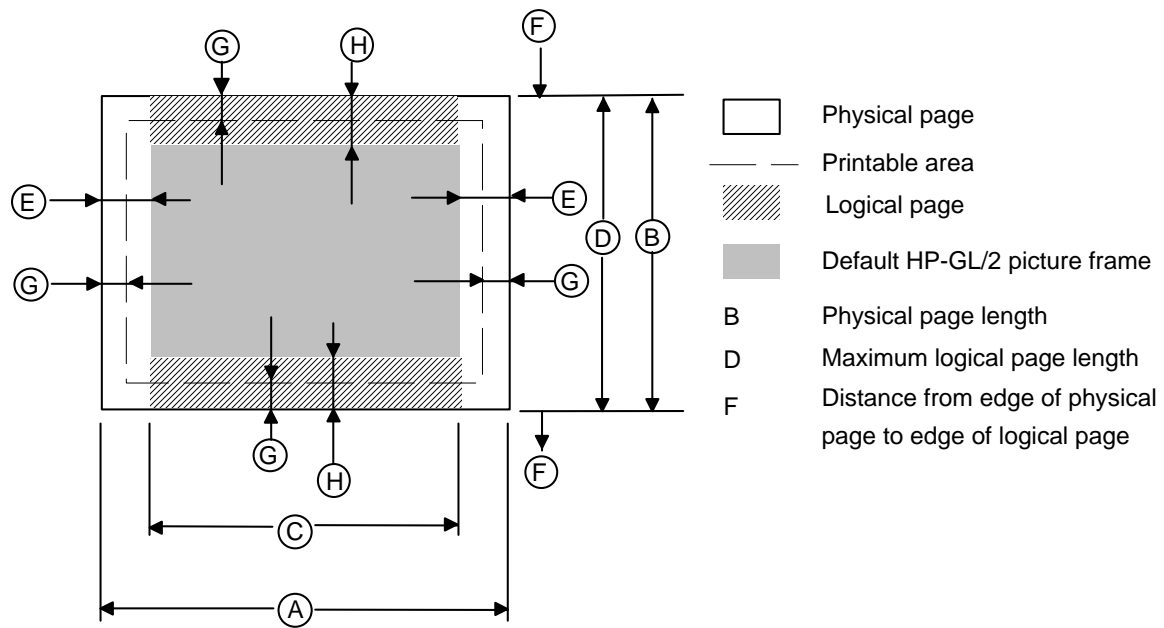 F
G
H
Physical page
Printable area
E
E
Logical page
D
B
G
G
Default HP-GL/2 picture frame
B Physical page length
D Maximum logical page length
F Distance from edge of physical
page to edge of logical page
G
H
F
C
A